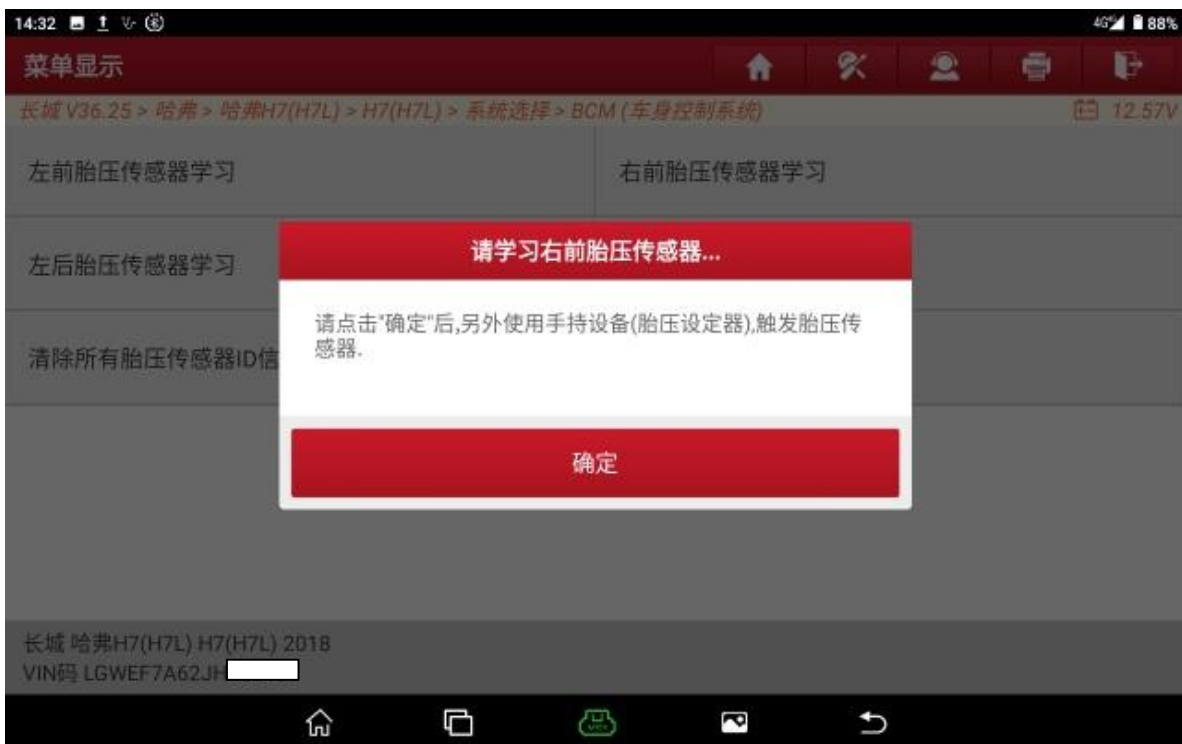 14:32
4G 88%
菜单显示
长城 V36.25 > 哈弗 > 哈弗H7(H7L) > H7(H7L) > 系统选择 > BCM (车身控制系统)
12.57V
左前胎压传感器学习
右前胎压传感器学习
请学习右前胎压传感器...
左后胎压传感器学习
请点击"确定"后,另外使用手持设备(胎压设定器),触发胎压传
感器.
清除所有胎压传感器ID信
确定
长城 哈弗H7(H7L) H7(H7L) 2018
VIN码 LGWEF7A62JH